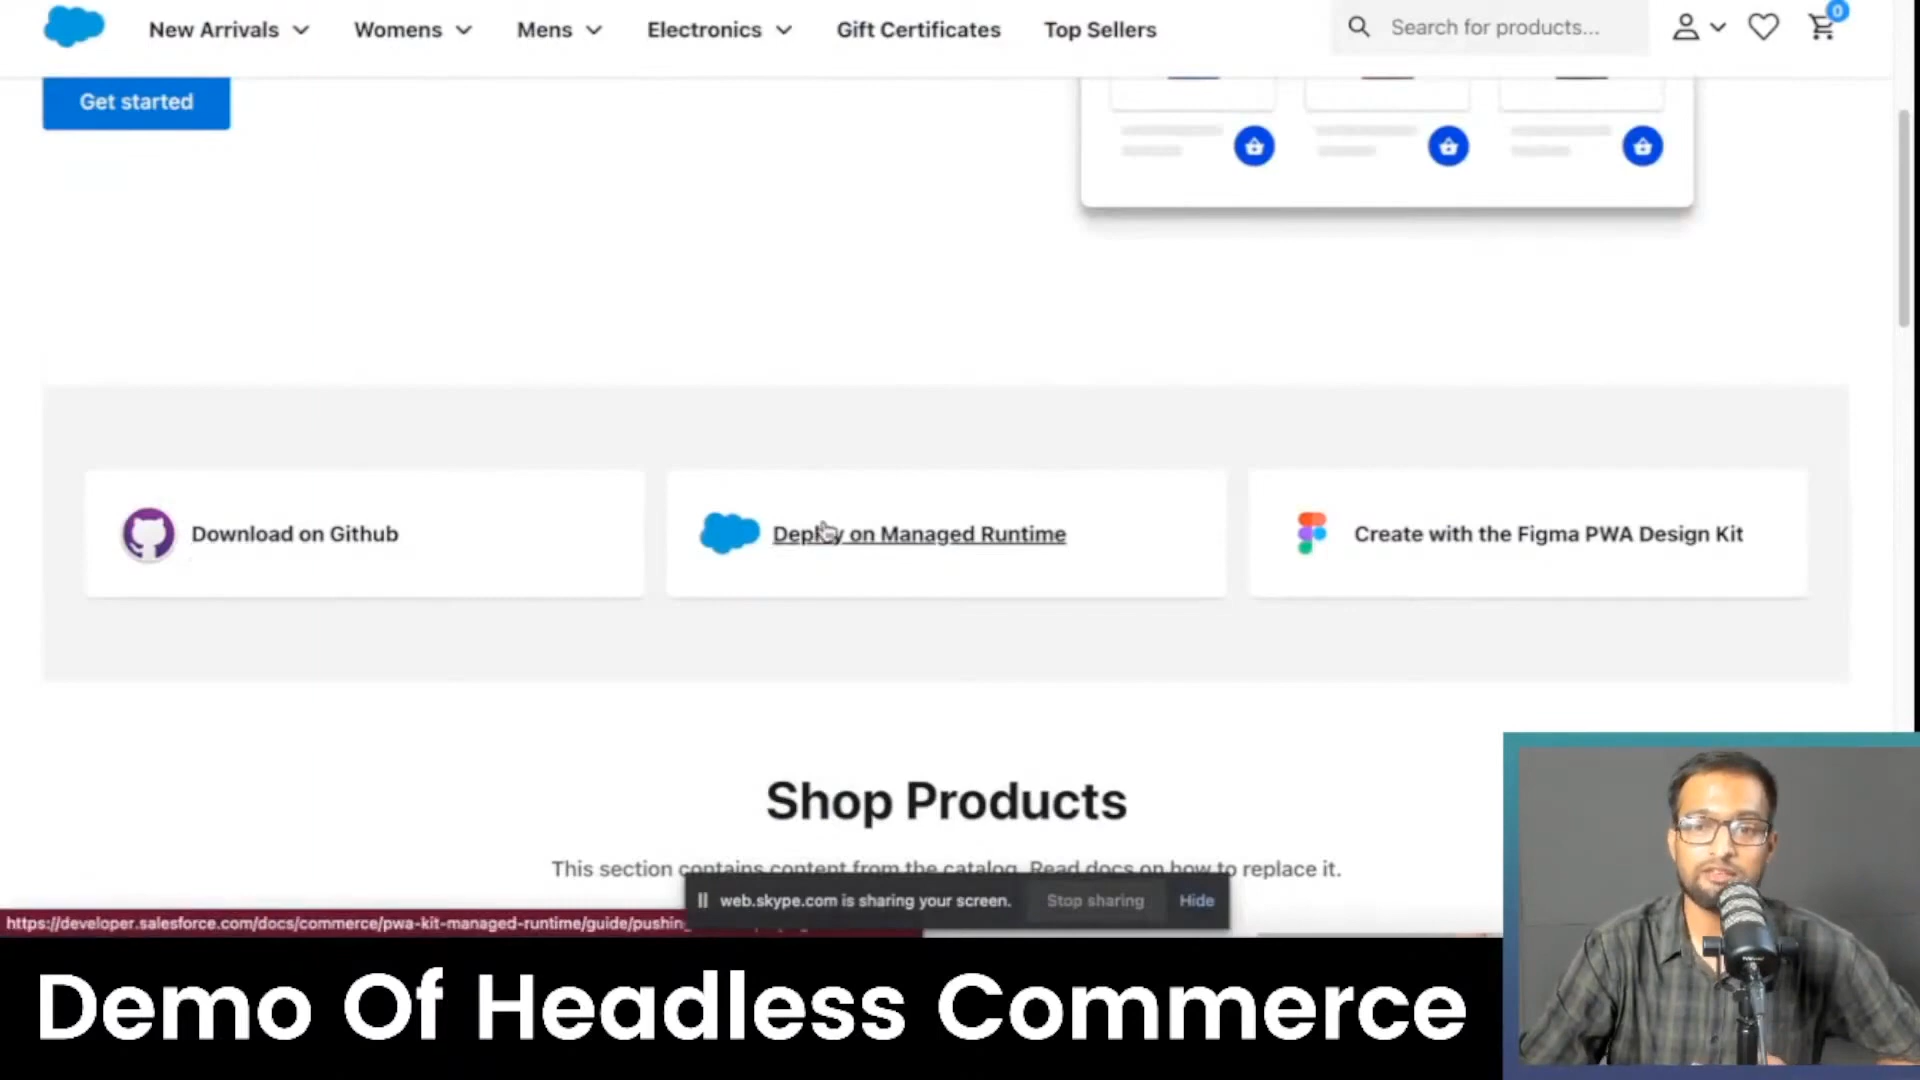 New Arrivals Womens Mens Electronics Gift Certificates Top Sellers Search for products... 0
Get started
Download on Github
Deploy on Managed Runtime
Create with the Figma PWA Design Kit
Shop Products
This section contains content from the catalog. Read docs on how to replace it.
web.skype.com is sharing your screen. Stop sharing Hide
https://developer.salesforce.com/docs/commerce/pwa-kit-managed-runtime/guide/pushin
Demo Of Headless Commerce